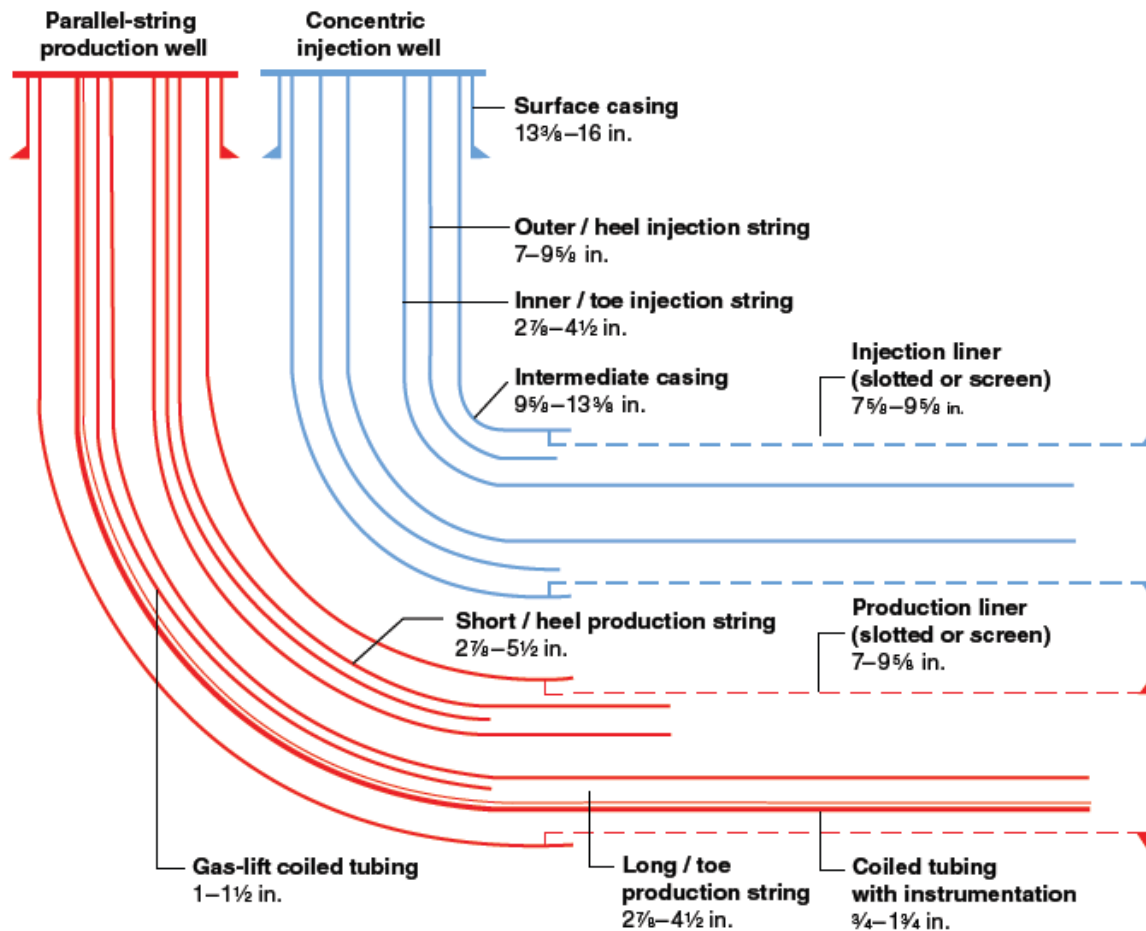 Parallel-string
production well
Concentric
injection well
Surface casing
13⅜–16 in.
Outer / heel injection string
7–9⅝ in.
Inner / toe injection string
2⅞–4½ in.
Intermediate casing
9⅝–13⅜ in.
Injection liner
(slotted or screen)
7⅝–9⅝ in.
Short / heel production string
2⅞–5½ in.
Production liner
(slotted or screen)
7–9⅝ in.
Gas-lift coiled tubing
1–1½ in.
Long / toe
production string
2⅞–4½ in.
Coiled tubing
with instrumentation
¾–1¾ in.